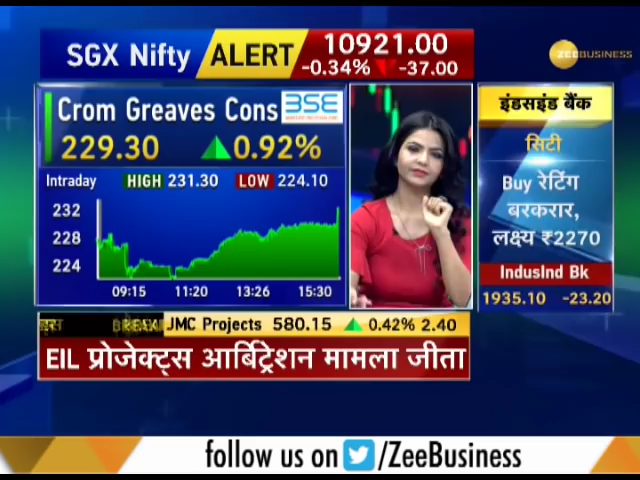 SGX Nifty ALERT 10921.00
-0.34% -37.00
ZEE BUSINESS
Crom Greaves Cons BSE
229.30 0.92%
Intraday HIGH 231.30 LOW 224.10
232
228
224
09:15 11:20 13:26 15:30
इंडसइंड बैंक
सिटी
Buy रेटिंग
बरकरार,
लक्ष्य ₹2270
IndusInd Bk
1935.10 -23.20
JMC Projects 580.15 0.42% 2.40
EIL प्रोजेक्ट्स आर्बिट्रेशन मामला जीता
follow us on /ZeeBusiness